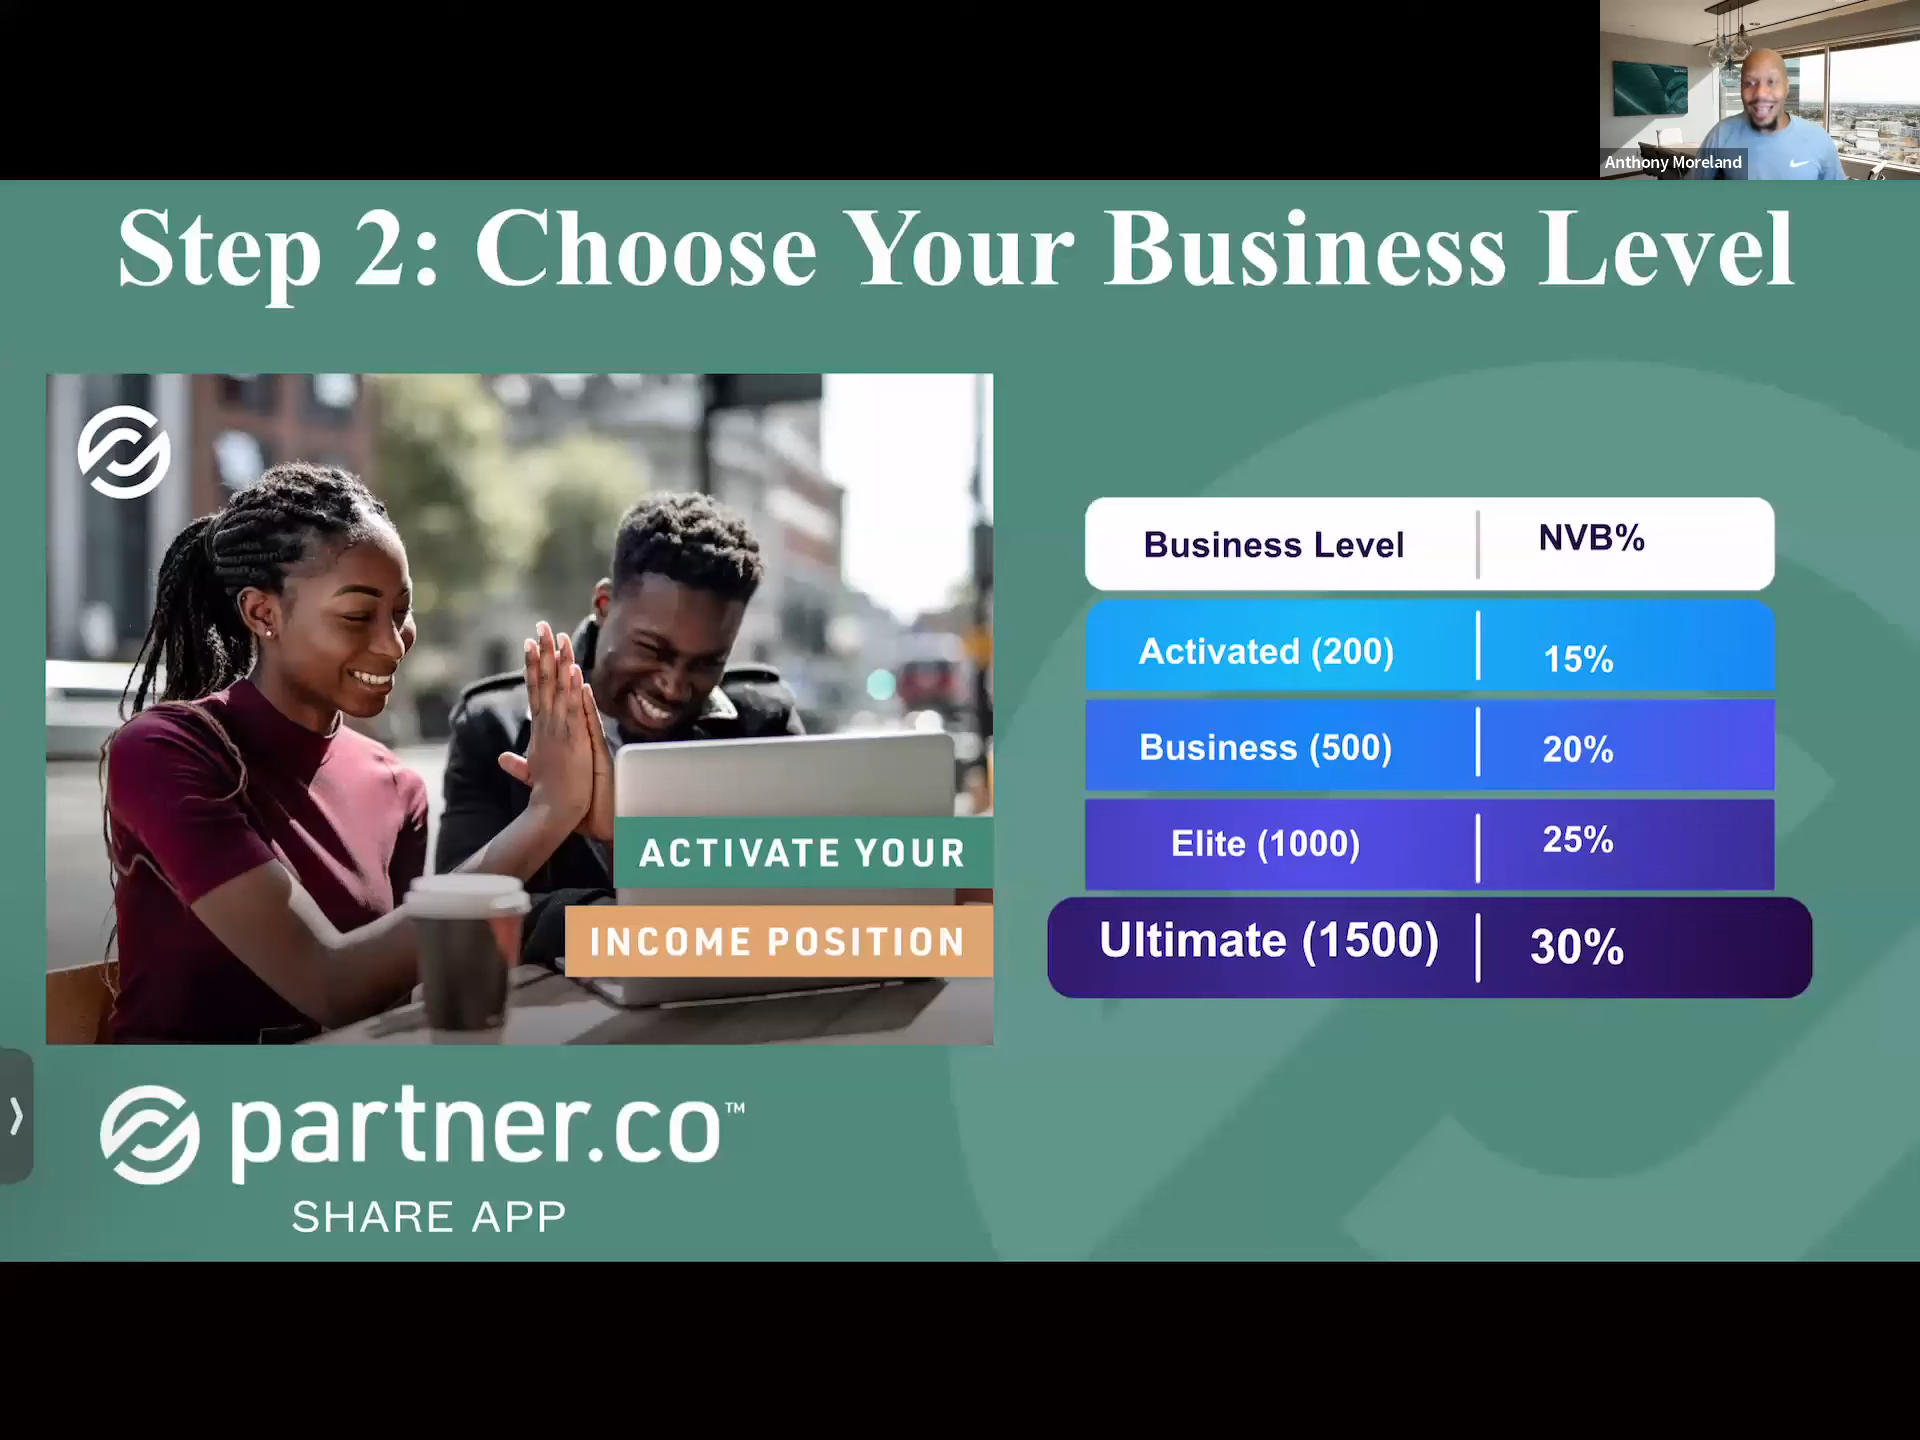 Anthony Moreland
Step 2: Choose Your Business Level
ACTIVATE YOUR
INCOME POSITION
Business Level NVB%
Activated (200) 15%
Business (500) 20%
Elite (1000) 25%
Ultimate (1500) 30%
partner.co™
SHARE APP